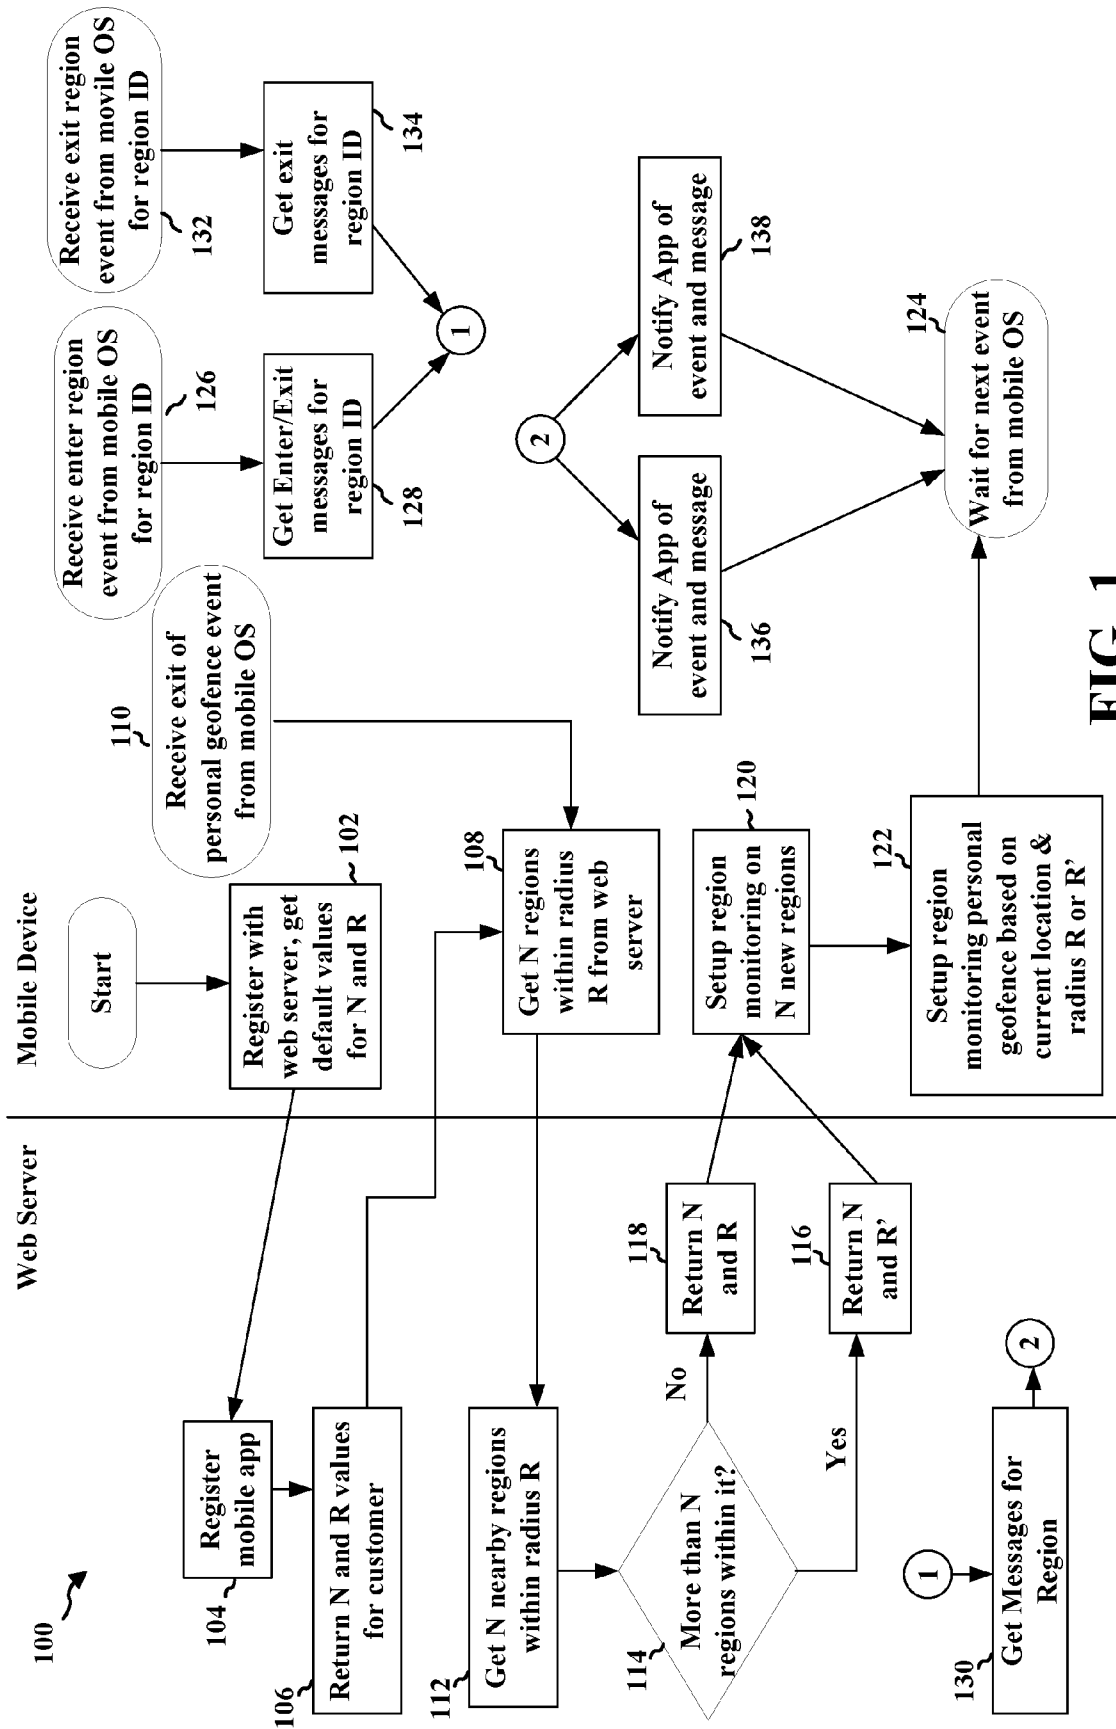 100
Web Server
Mobile Device
Start
Register with
web server, get
default values
for N and R
102
Register
mobile app
104
Return N and R values
for customer
106
110
Receive exit of
personal geofence event
from mobile OS
108
Get N regions
within radius
R from web
server
112
Get N nearby regions
within radius R
114
More than N
regions within it?
No
Yes
118
Return N
and R
116
Return N
and R’
Setup region
monitoring on
N new regions
120
122
Setup region
monitoring personal
geofence based on
current location &
radius R or R’
124
Wait for next event
from mobile OS
Receive enter region
event from mobile OS
for region ID
126
Get Enter/Exit
messages for
region ID
128
Receive exit region
event from movile OS
for region ID
132
Get exit
messages for
region ID
134
1
1
130
Get Messages for
Region
2
2
Notify App of
event and message
136
Notify App of
event and message
138
FIG. 1